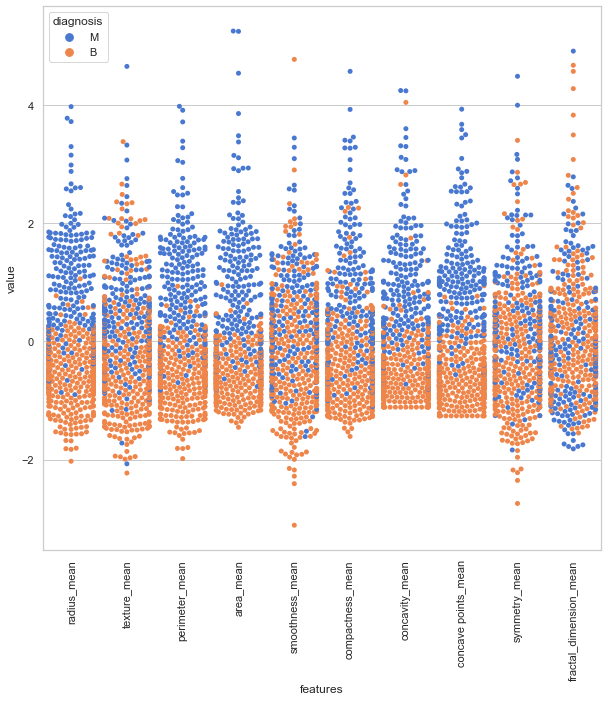 diagnosis
M
B
4
2
0
−2
value
radius_mean
texture_mean
perimeter_mean
area_mean
smoothness_mean
compactness_mean
concavity_mean
concave points_mean
symmetry_mean
fractal_dimension_mean
features